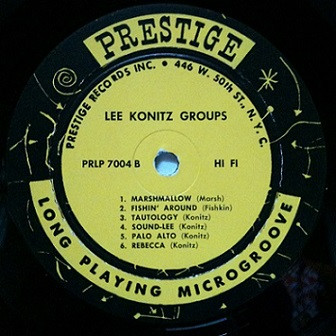 PRESTIGE
PRESTIGE RECORDS INC. • 446 W. 50th ST., N.Y.C.
LEE KONITZ GROUPS
PRLP 7004 B HI FI
1. MARSHMALLOW (Marsh)
2. FISHIN' AROUND (Fishkin)
3. TAUTOLOGY (Konitz)
4. SOUND-LEE (Konitz)
5. PALO ALTO (Konitz)
6. REBECCA (Konitz)
LONG PLAYING MICROGROOVE